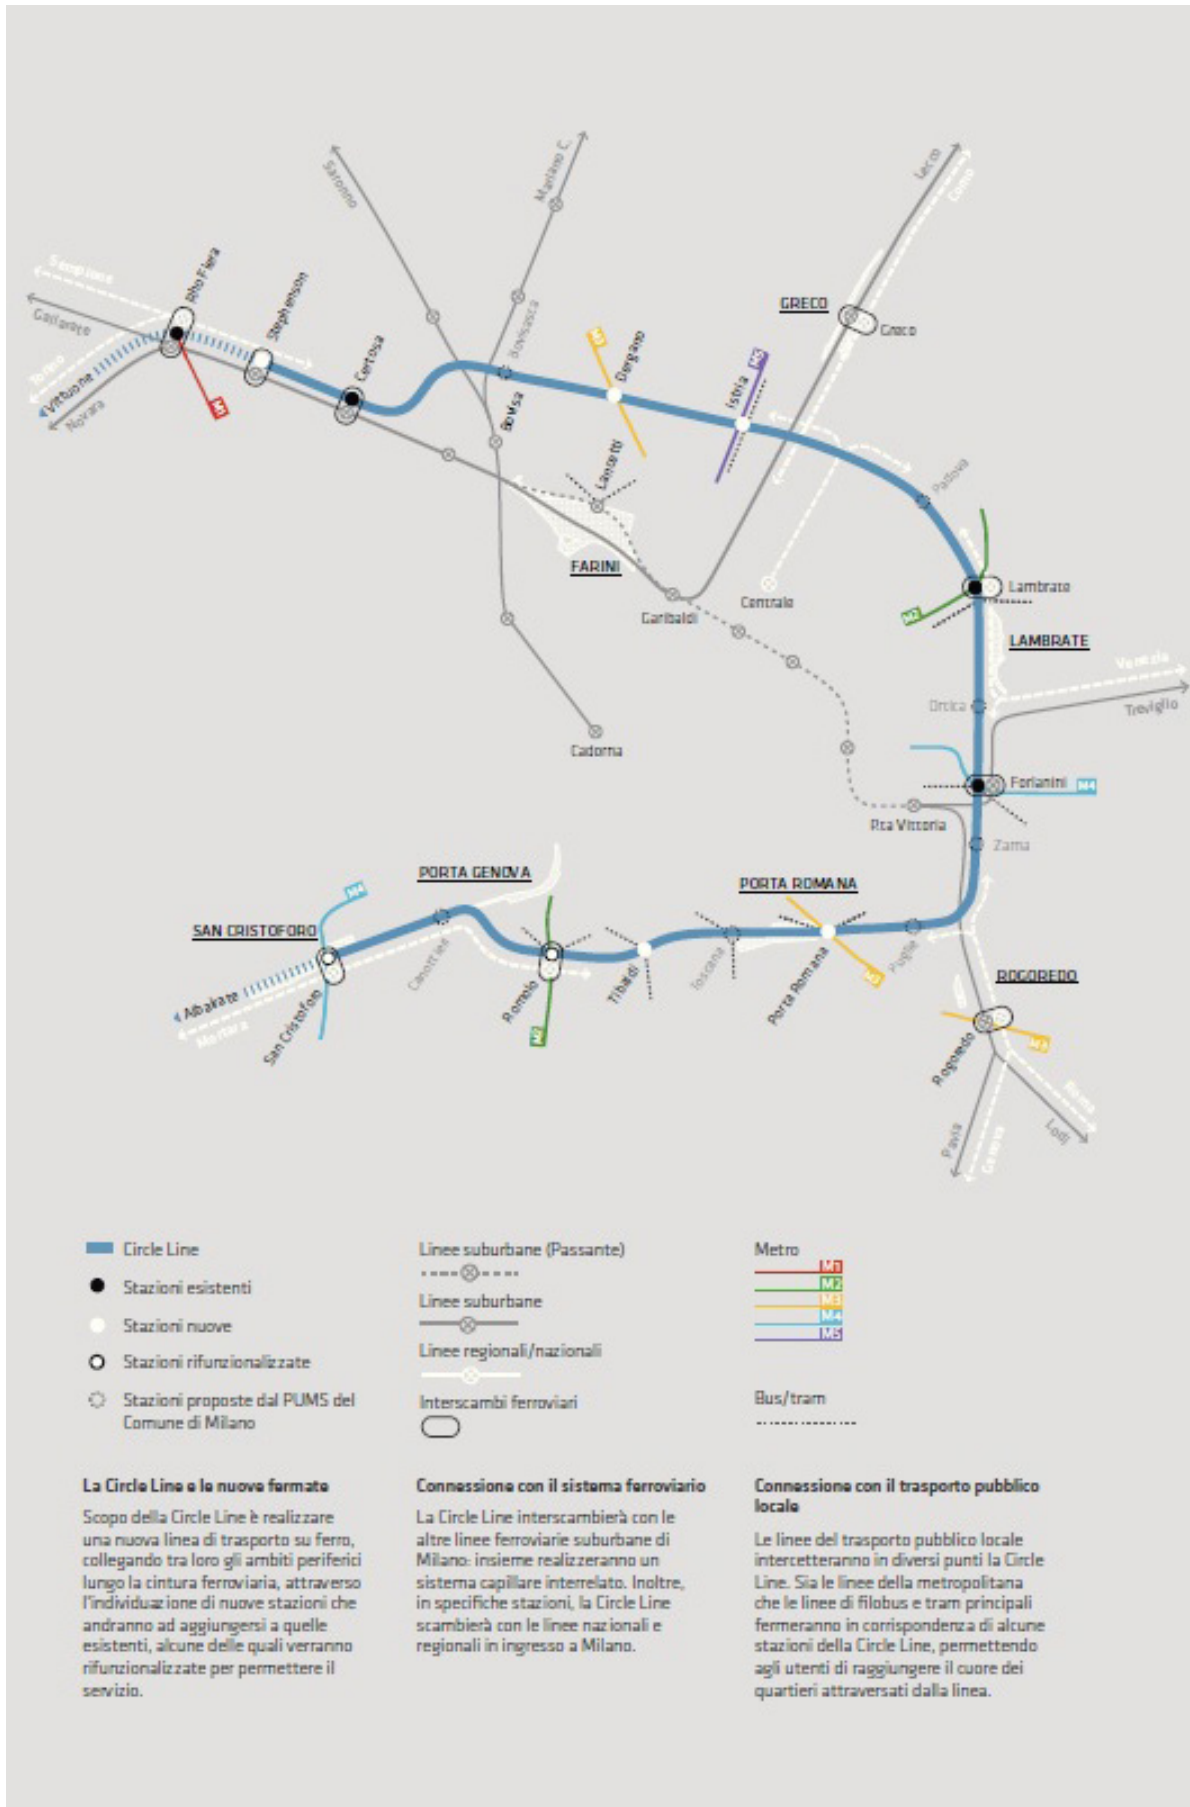 Saronno
Mariano C.
Lecco
Como
Sempione
Rho Fiera
Gallarate
Stephenson
Torino
Vittuone
Novara
M1
Certosa
Bovisasca
Bovisa
M3
Dergano
M5
Istria
GRECO
Greco
Lancetti
FARINI
Garibaldi
Centrale
Padova
Lambrate
M2
LAMBRATE
Venezia
Treviglio
Ortica
Cadorna
Forlanini
M4
P.ta Vittoria
Zama
PORTA GENOVA
PORTA ROMANA
M4
SAN CRISTOFORO
Canottieri
Romolo
Tibaldi
Toscana
Porta Romana
M3
Puglie
ROGOREDO
Albairate
Mortara
San Cristoforo
M2
Rogoredo
M3
Roma
Lodi
Pavia
Genova
Circle Line
Stazioni esistenti
Stazioni nuove
Stazioni rifunzionalizzate
Stazioni proposte dal PUMS del
Comune di Milano
Linee suburbane (Passante)
Linee suburbane
Linee regionali/nazionali
Interscambi ferroviari
Metro
M1
M2
M3
M4
M5
Bus/tram
La Circle Line e le nuove fermate
Scopo della Circle Line è realizzare
una nuova linea di trasporto su ferro,
collegando tra loro gli ambiti periferici
lungo la cintura ferroviaria, attraverso
l'individuazione di nuove stazioni che
andranno ad aggiungersi a quelle
esistenti, alcune delle quali verranno
rifunzionalizzate per permettere il
servizio.
Connessione con il sistema ferroviario
La Circle Line interscambierà con le
altre linee ferroviarie suburbane di
Milano: insieme realizzeranno un
sistema capillare interrelato. Inoltre,
in specifiche stazioni, la Circle Line
scambierà con le linee nazionali e
regionali in ingresso a Milano.
Connessione con il trasporto pubblico
locale
Le linee del trasporto pubblico locale
intercetteranno in diversi punti la Circle
Line. Sia le linee della metropolitana
che le linee di filobus e tram principali
fermeranno in corrispondenza di alcune
stazioni della Circle Line, permettendo
agli utenti di raggiungere il cuore dei
quartieri attraversati dalla linea.